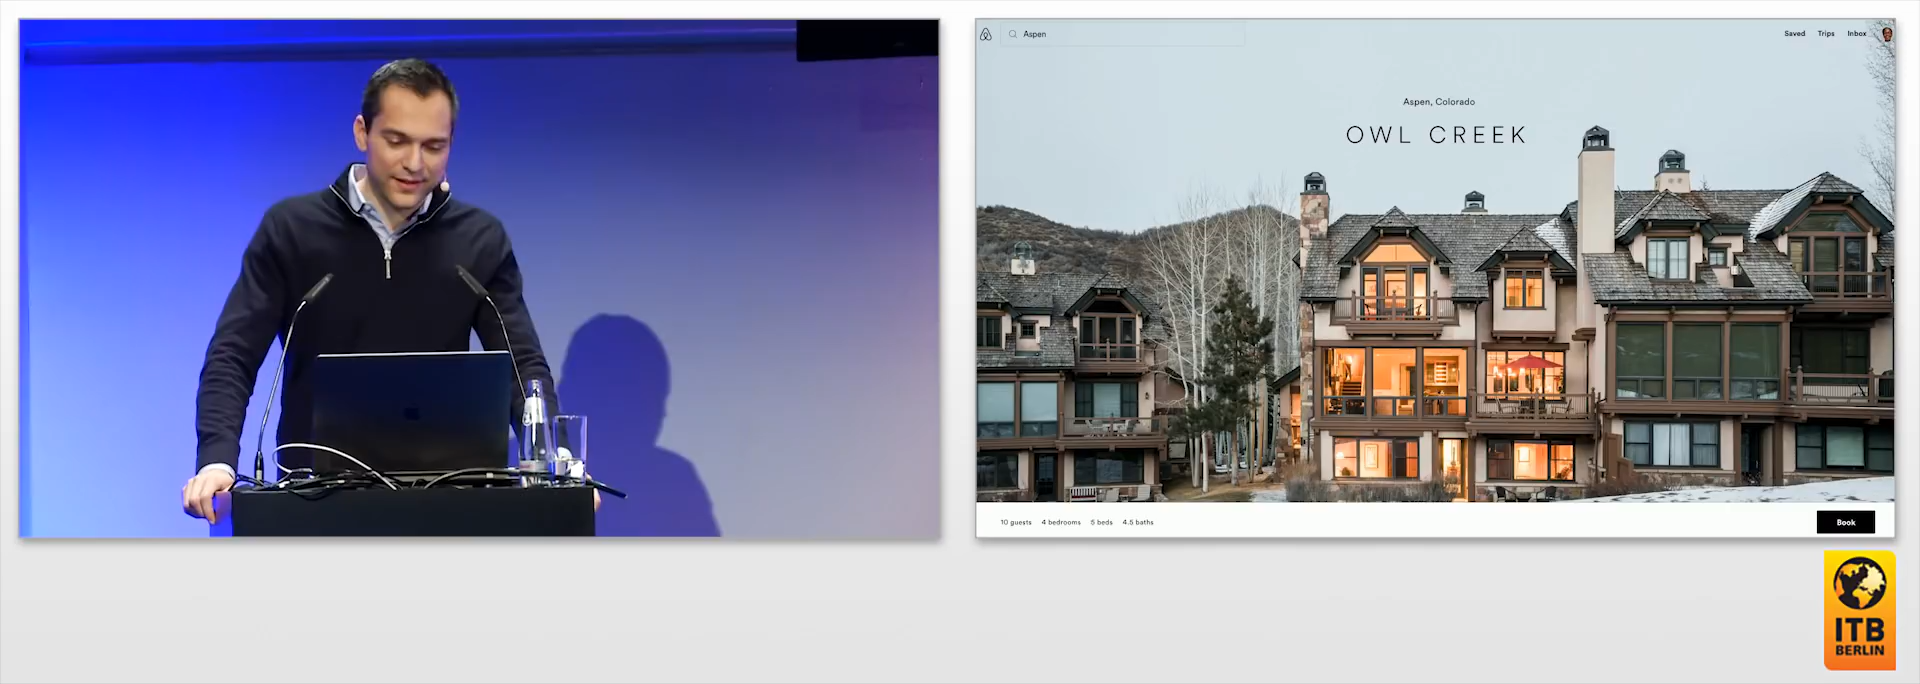 Aspen
Saved Trips Inbox
Aspen, Colorado
OWL CREEK
10 guests 4 bedrooms 5 beds 4.5 baths
Book
ITB
BERLIN